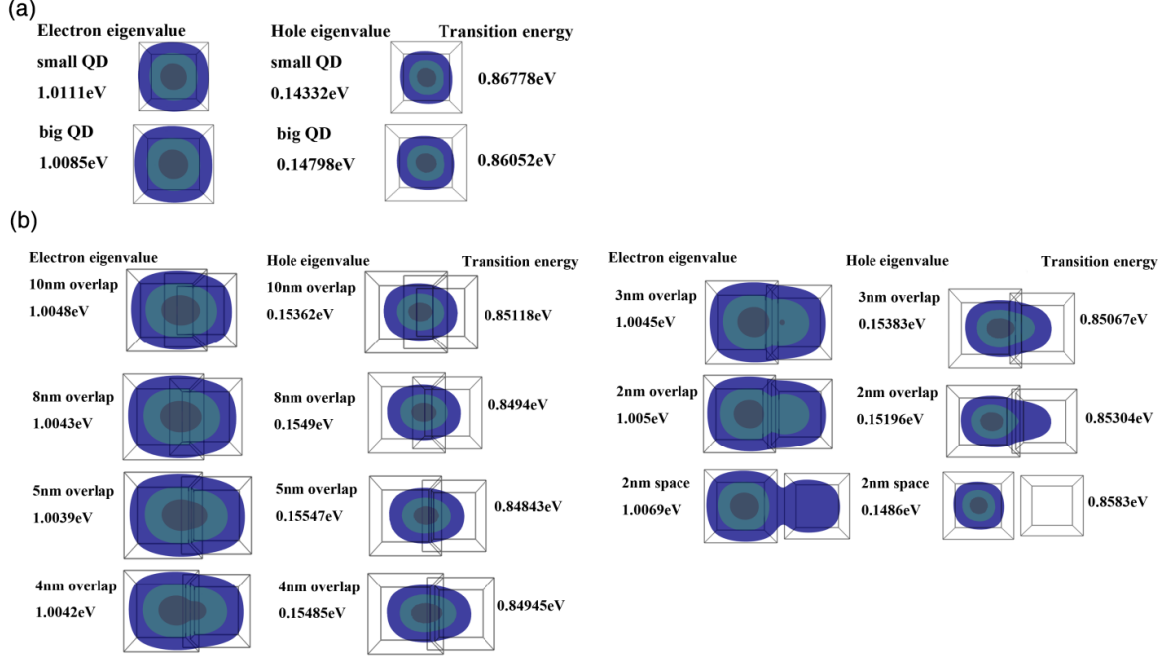 (a)
Electron eigenvalue Hole eigenvalue Transition energy
small QD small QD
1.0111eV 0.14332eV 0.86778eV
big QD big QD
1.0085eV 0.14798eV 0.86052eV
(b)
Electron eigenvalue Hole eigenvalue Transition energy
10nm overlap 10nm overlap
1.0048eV 0.15362eV 0.85118eV
8nm overlap 8nm overlap
1.0043eV 0.1549eV 0.8494eV
5nm overlap 5nm overlap
1.0039eV 0.15547eV 0.84843eV
4nm overlap 4nm overlap
1.0042eV 0.15485eV 0.84945eV
Electron eigenvalue Hole eigenvalue Transition energy
3nm overlap 3nm overlap
1.0045eV 0.15383eV 0.85067eV
2nm overlap 2nm overlap
1.005eV 0.15196eV 0.85304eV
2nm space 2nm space
1.0069eV 0.1486eV 0.8583eV